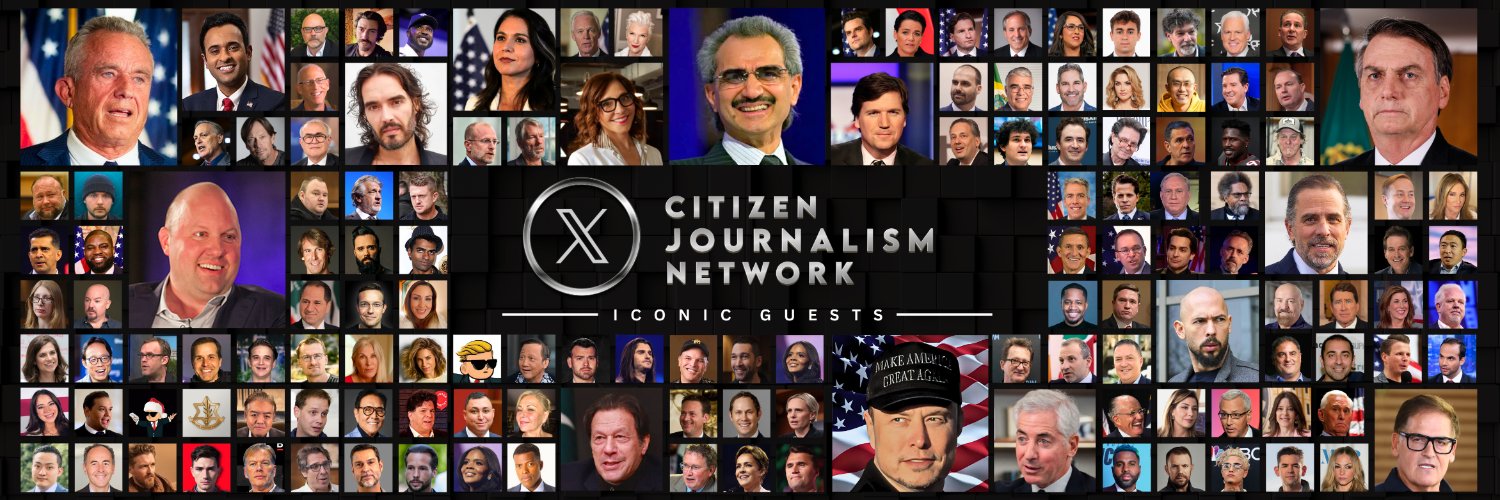 CITIZEN
JOURNALISM
NETWORK
ICONIC GUESTS
MAKE AMERICA
GREAT AGAIN